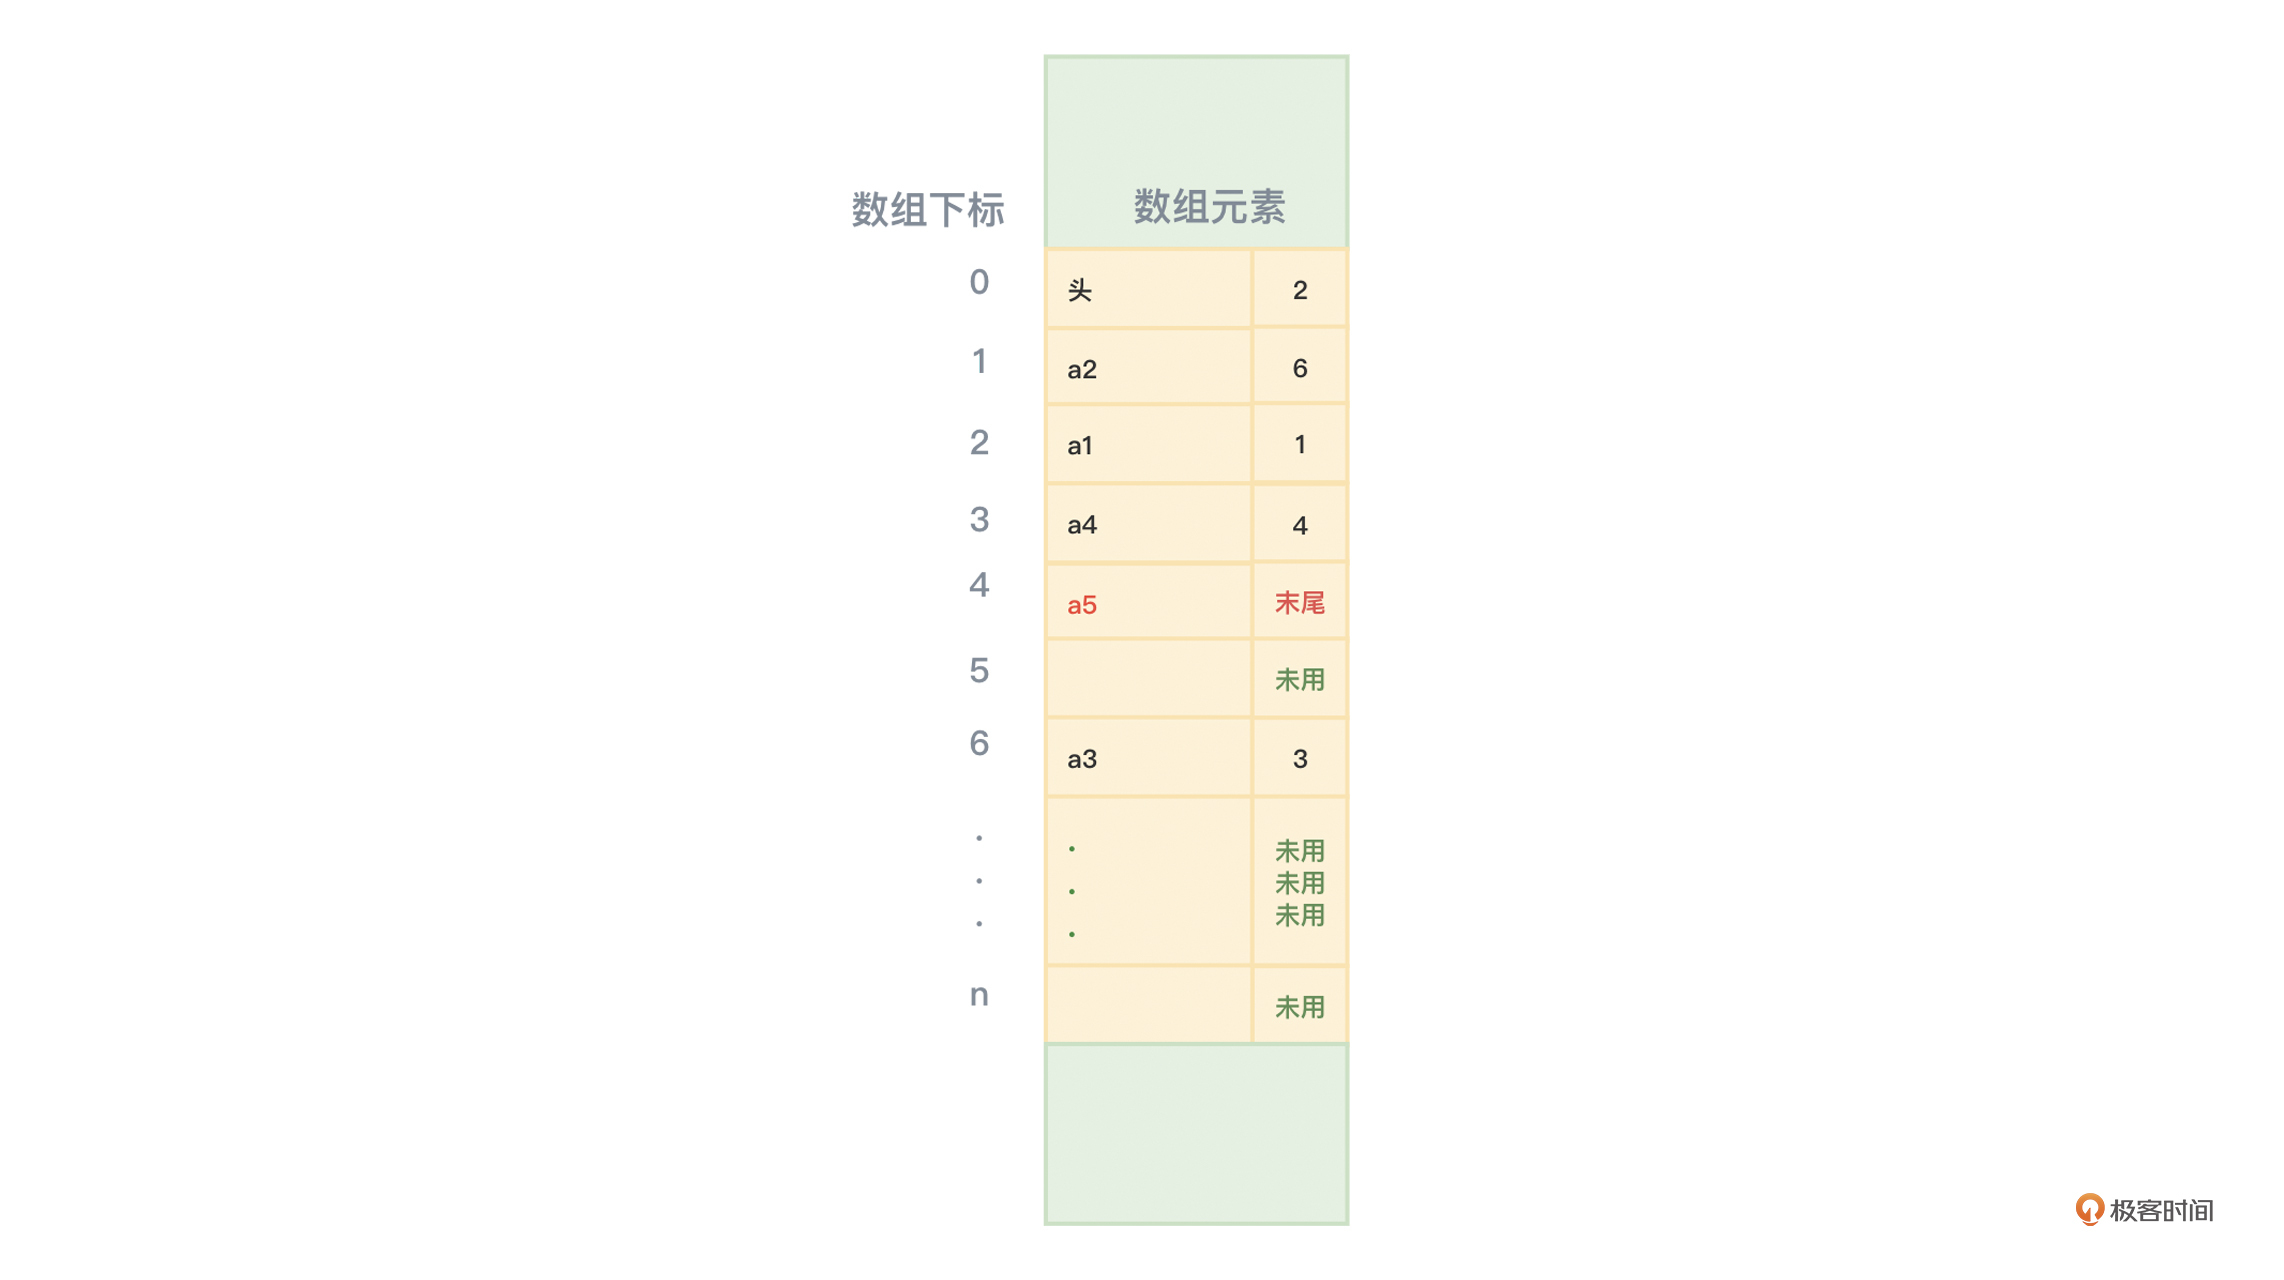 数组下标 数组元素
0 头 2
1 a2 6
2 a1 1
3 a4 4
4 a5 末尾
5 未用
6 a3 3
· · 未用
· · 未用
· · 未用
n 未用
极客时间